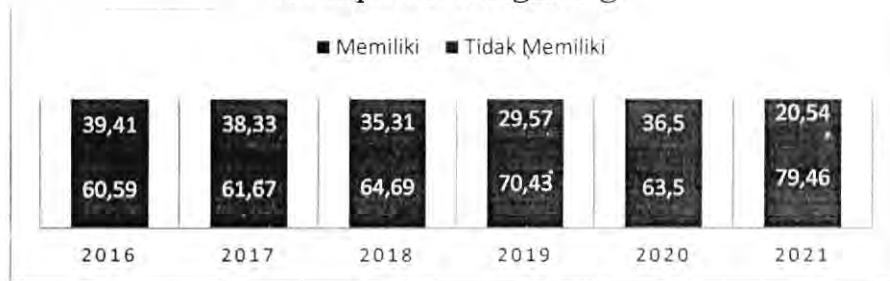 ■ Memiliki ■ Tidak Memiliki
39,41 38,33 35,31 29,57 36,5 20,54
60,59 61,67 64,69 70,43 63,5 79,46
2016 2017 2018 2019 2020 2021